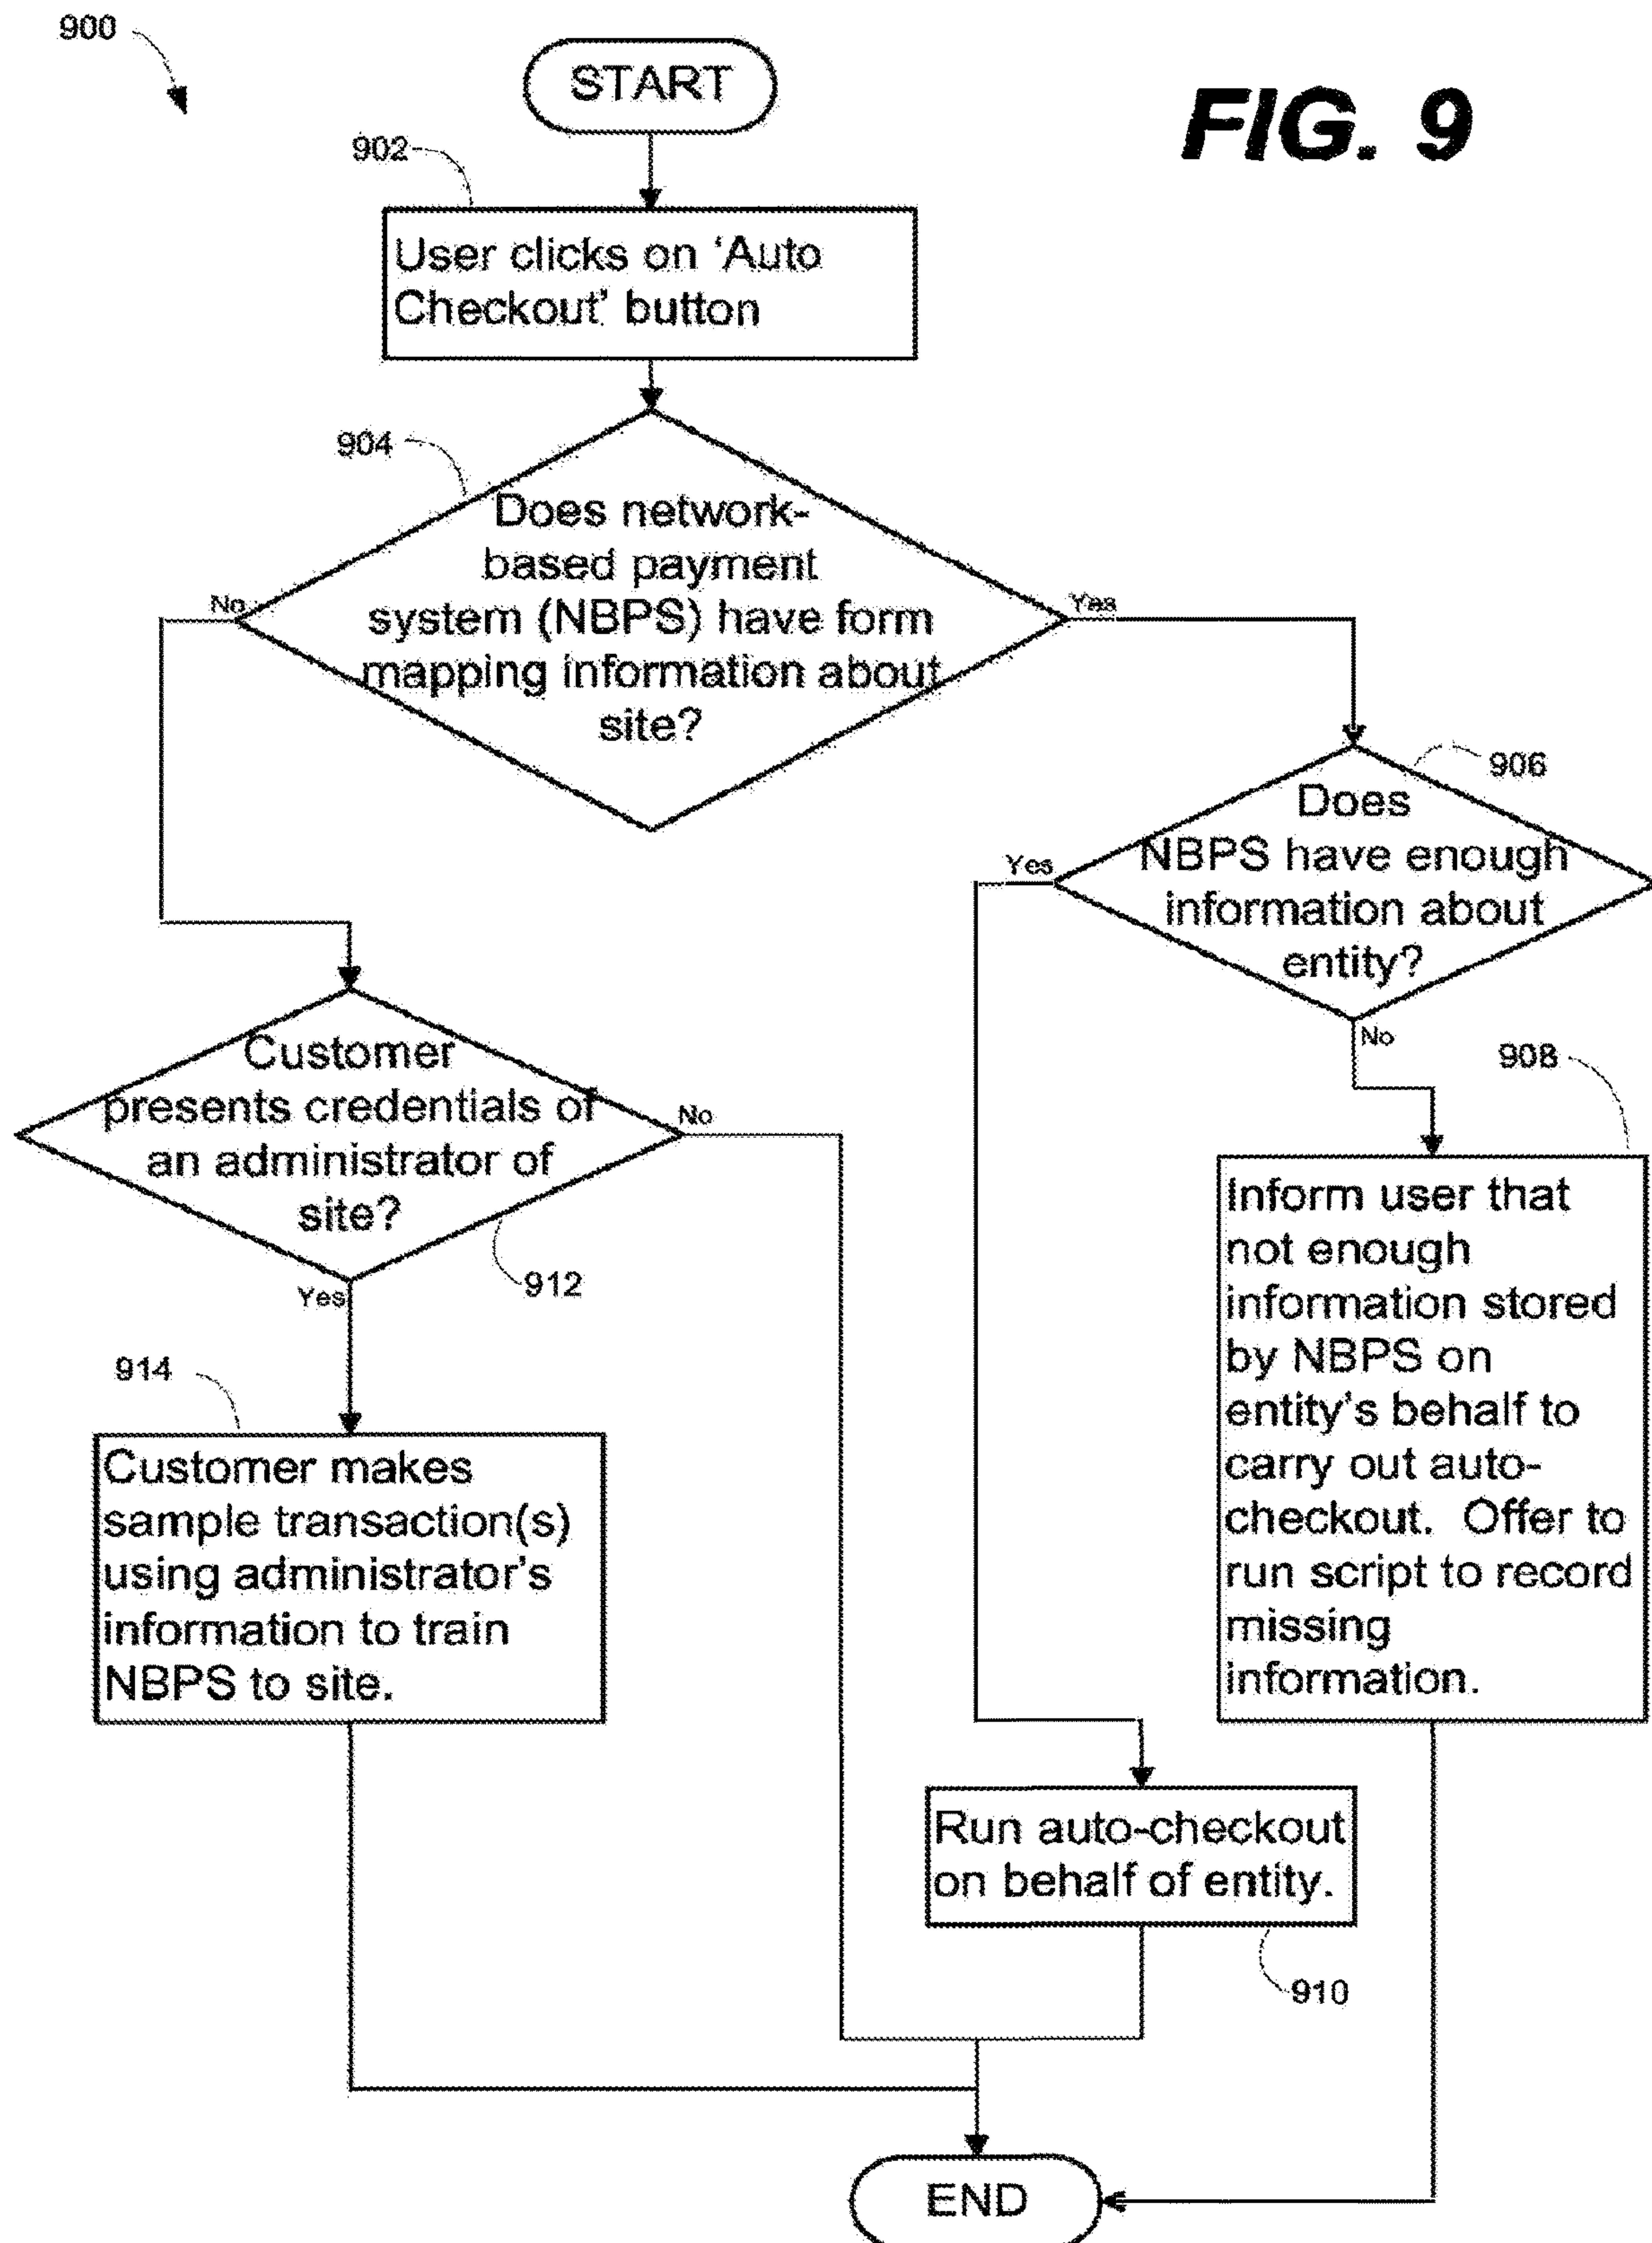 900
START
FIG. 9
902
User clicks on 'Auto
Checkout' button
904
Does network-
based payment
system (NBPS) have form
mapping information about
site?
No
Yes
906
Does
NBPS have enough
information about
entity?
Yes
No
908
Customer
presents credentials of
an administrator of
site?
No
Yes
912
Inform user that
not enough
information stored
by NBPS on
entity's behalf to
carry out auto-
checkout. Offer to
run script to record
missing
information.
914
Customer makes
sample transaction(s)
using administrator's
information to train
NBPS to site.
Run auto-checkout
on behalf of entity.
910
END